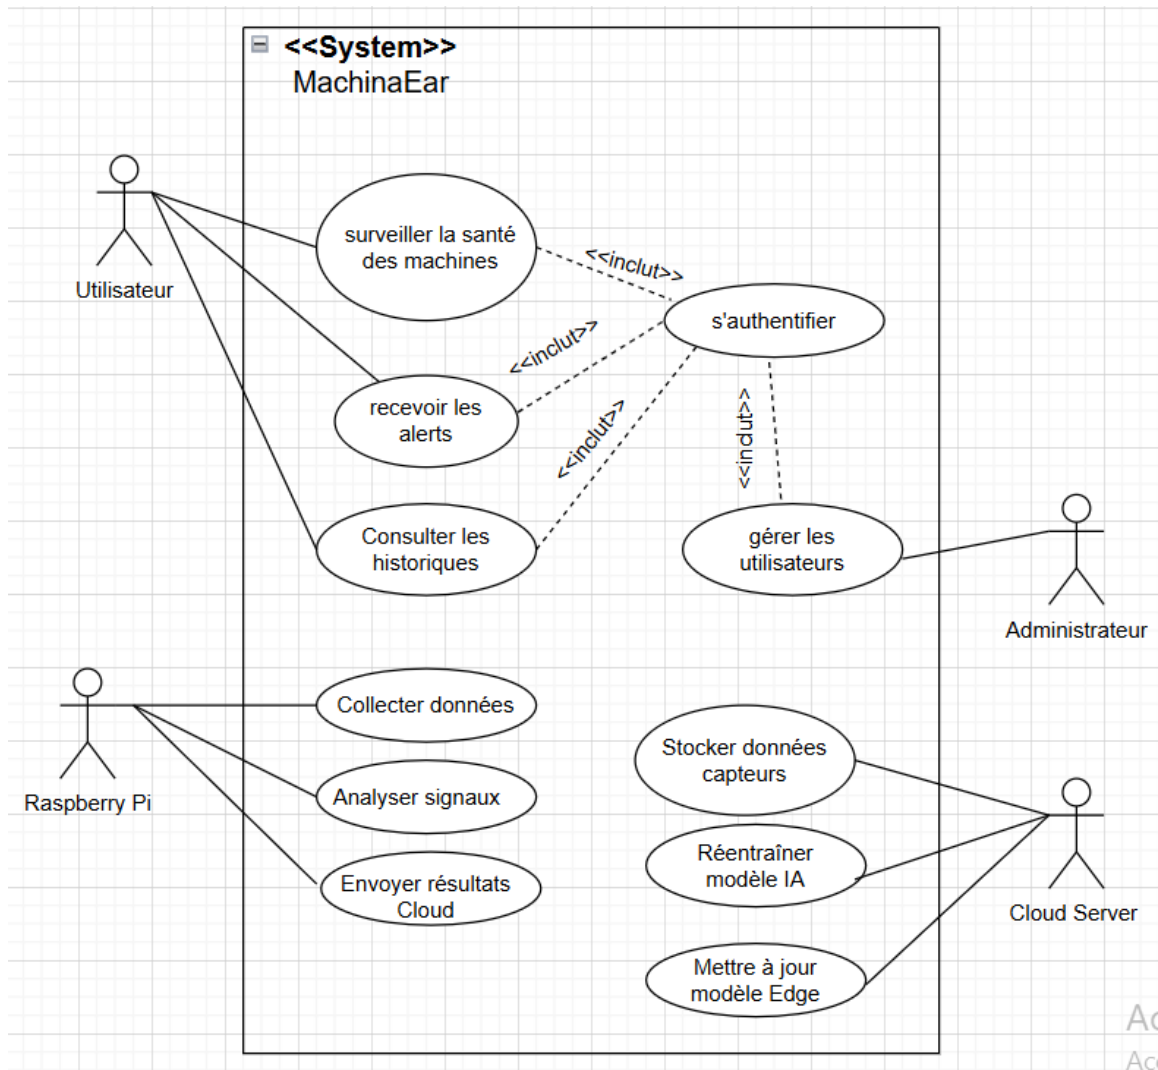 <<System>>
MachinaEar
surveiller la santé
des machines
<<inclut>>
Utilisateur
s'authentifier
<<inclut>>
recevoir les
alerts
<<inclut>>
<<inclut>>
Consulter les
historiques
gérer les
utilisateurs
Administrateur
Collecter données
Stocker données
capteurs
Analyser signaux
Raspberry Pi
Réentraîner
modèle IA
Envoyer résultats
Cloud
Cloud Server
Mettre à jour
modèle Edge